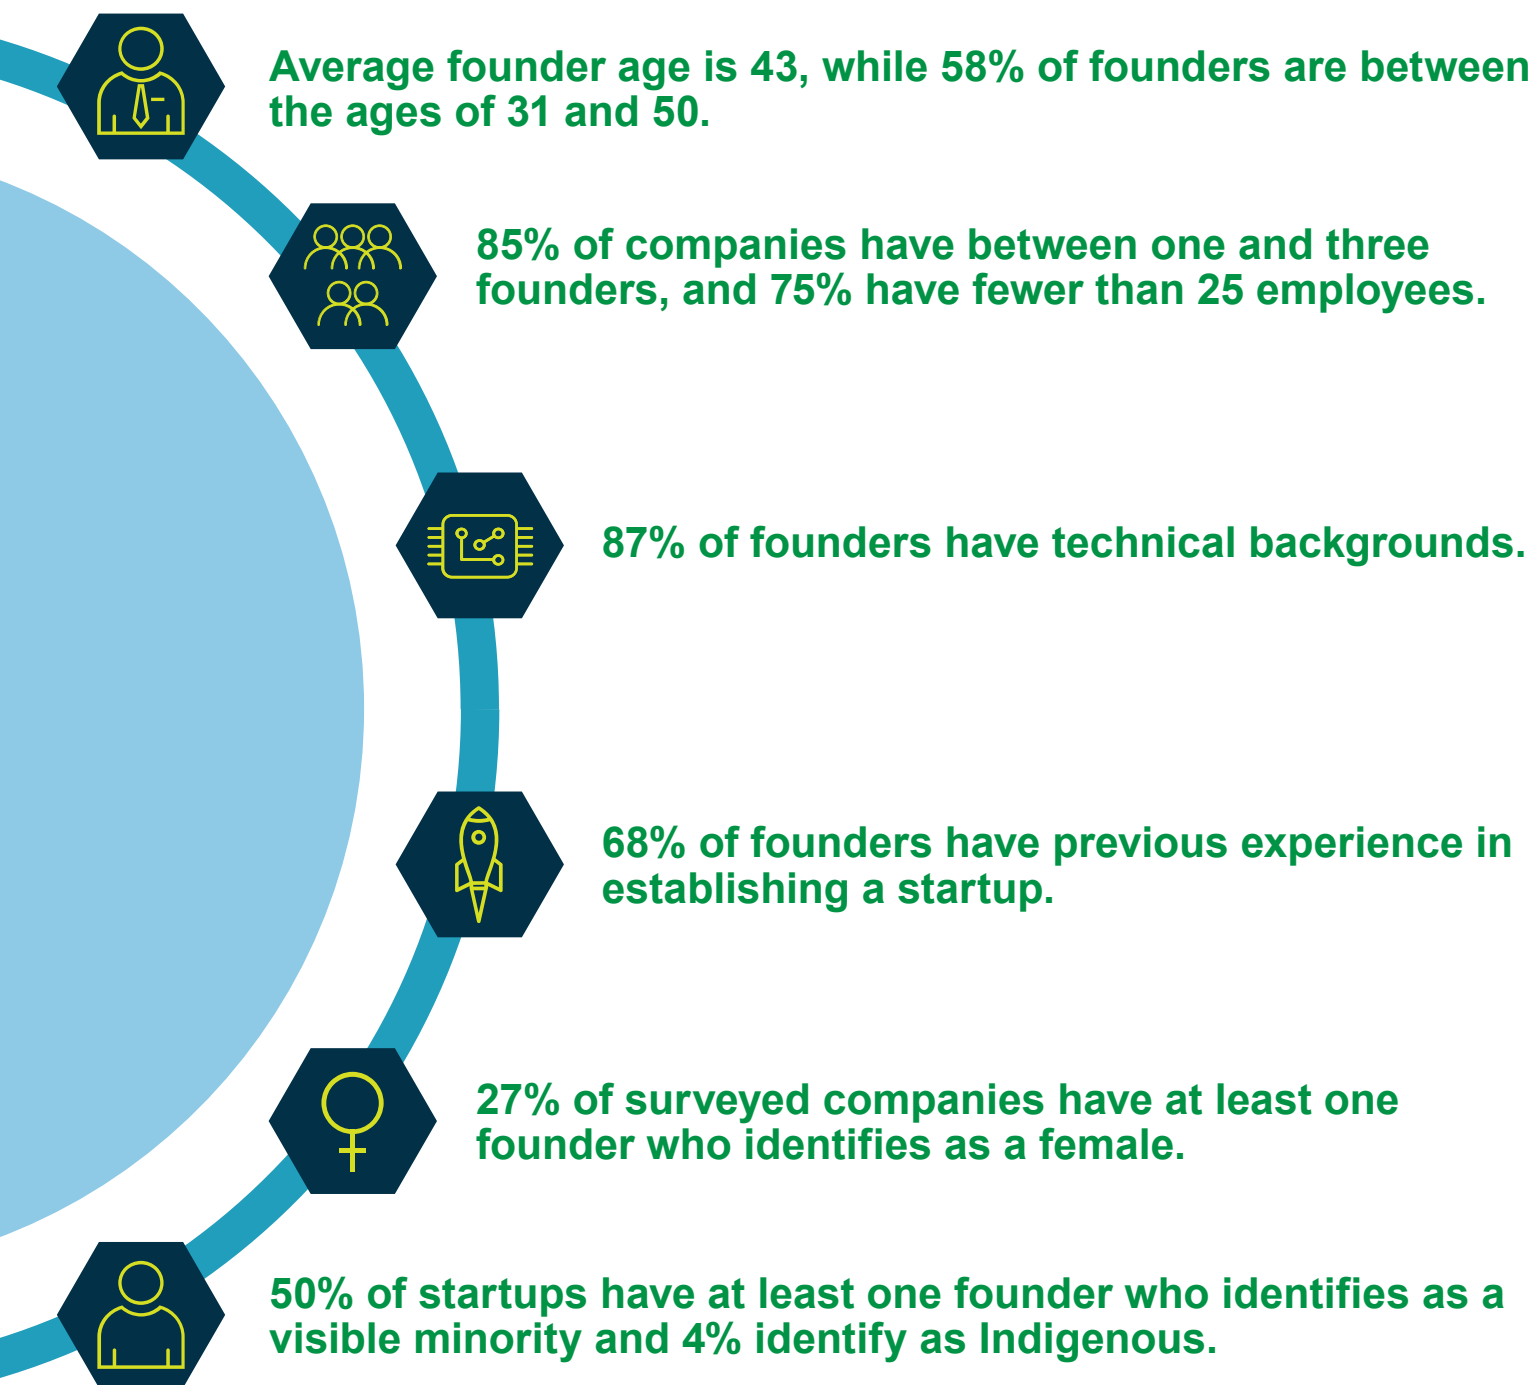 Average founder age is 43, while 58% of founders are between
the ages of 31 and 50.
85% of companies have between one and three
founders, and 75% have fewer than 25 employees.
87% of founders have technical backgrounds.
68% of founders have previous experience in
establishing a startup.
27% of surveyed companies have at least one
founder who identifies as a female.
50% of startups have at least one founder who identifies as a
visible minority and 4% identify as Indigenous.